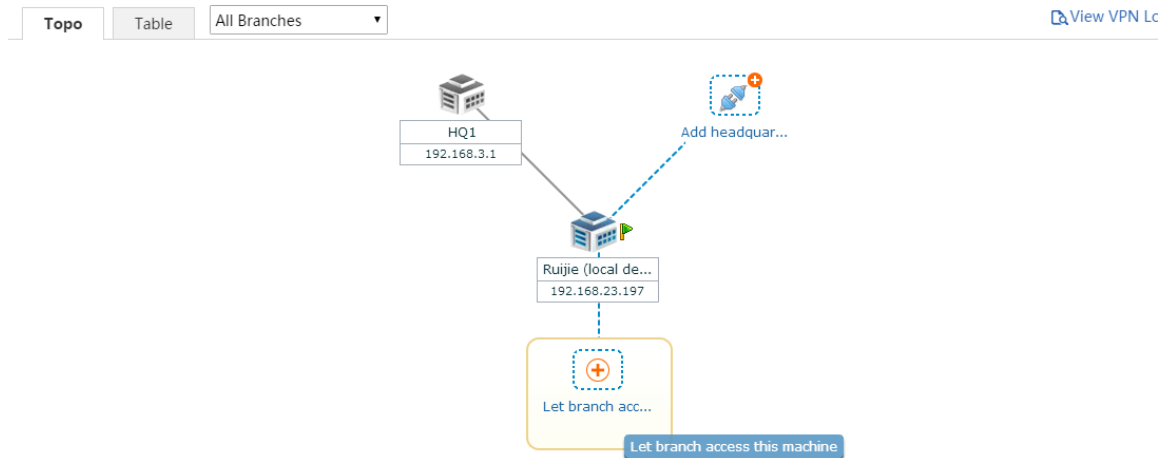 Topo
Table
All Branches
View VPN Lo
HQ1
192.168.3.1
Add headquar...
Ruijie (local de...
192.168.23.197
Let branch acc...
Let branch access this machine